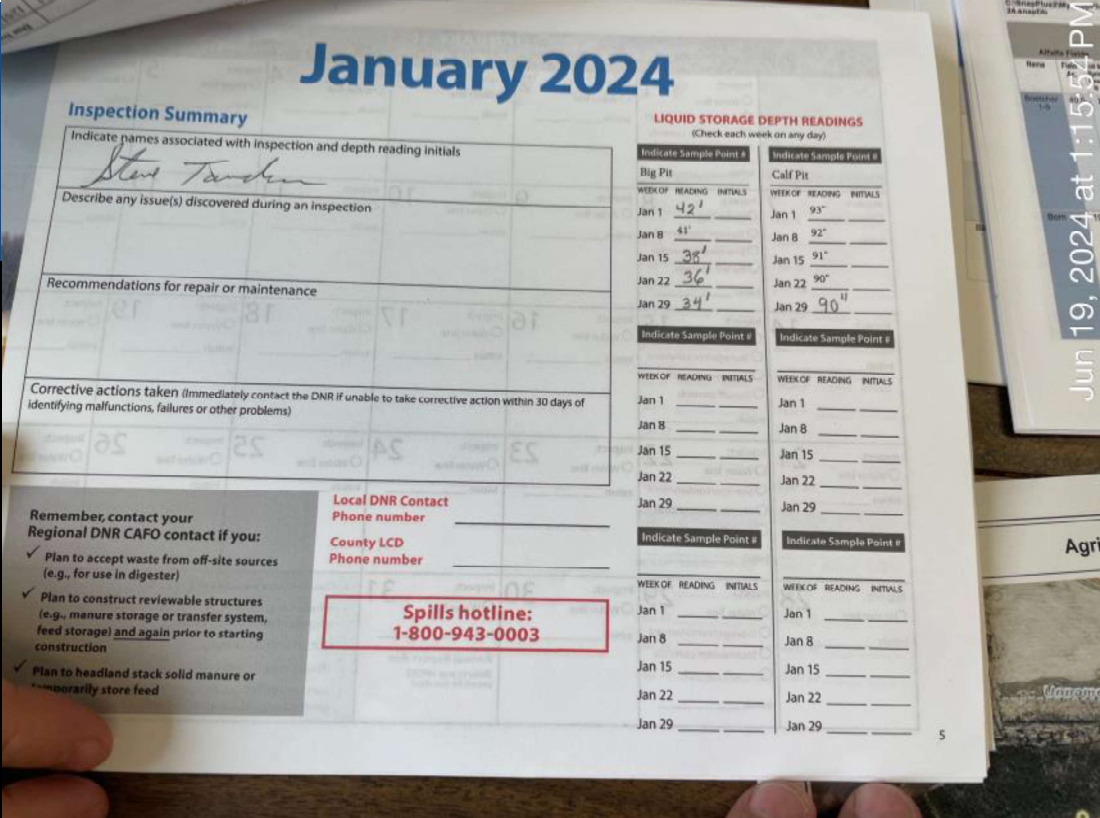 January 2024
Inspection Summary
Indicate names associated with inspection and depth reading initials
Steve
Describe any issue(s) discovered during an inspection
Recommendations for repair or maintenance
Corrective actions taken (Immediately contact the DNR if unable to take corrective action within 30 days of
identifying malfunctions, failures or other problems)
Remember, contact your
Regional DNR CAFO contact if you:
✓ Plan to accept waste from off-site sources
(e.g., for use in digester)
✓ Plan to construct reviewable structures
(e.g., manure storage or transfer system,
feed storage) and again prior to starting
construction
✓ Plan to headland stack solid manure or
temporarily store feed
Local DNR Contact
Phone number
County LCD
Phone number
Spills hotline:
1-800-943-0003
LIQUID STORAGE DEPTH READINGS
(Check each week on any day)
Indicate Sample Point #
Big Pit
WEEK OF READING INITIALS
Jan 1 42'
Jan 8 41'
Jan 15 38'
Jan 22 36'
Jan 29 34'
Indicate Sample Point #
Calf Pit
WEEK OF READING INITIALS
Jan 1 93"
Jan 8 92"
Jan 15 91"
Jan 22 90"
Jan 29 90"
Indicate Sample Point #
WEEK OF READING INITIALS
Jan 1
Jan 8
Jan 15
Jan 22
Jan 29
Indicate Sample Point #
WEEK OF READING INITIALS
Jan 1
Jan 8
Jan 15
Jan 22
Jan 29
Indicate Sample Point #
WEEK OF READING INITIALS
Jan 1
Jan 8
Jan 15
Jan 22
Jan 29
Indicate Sample Point #
WEEK OF READING INITIALS
Jan 1
Jan 8
Jan 15
Jan 22
Jan 29
5
Agri
Jun 19, 2024 at 1:15:54 PM